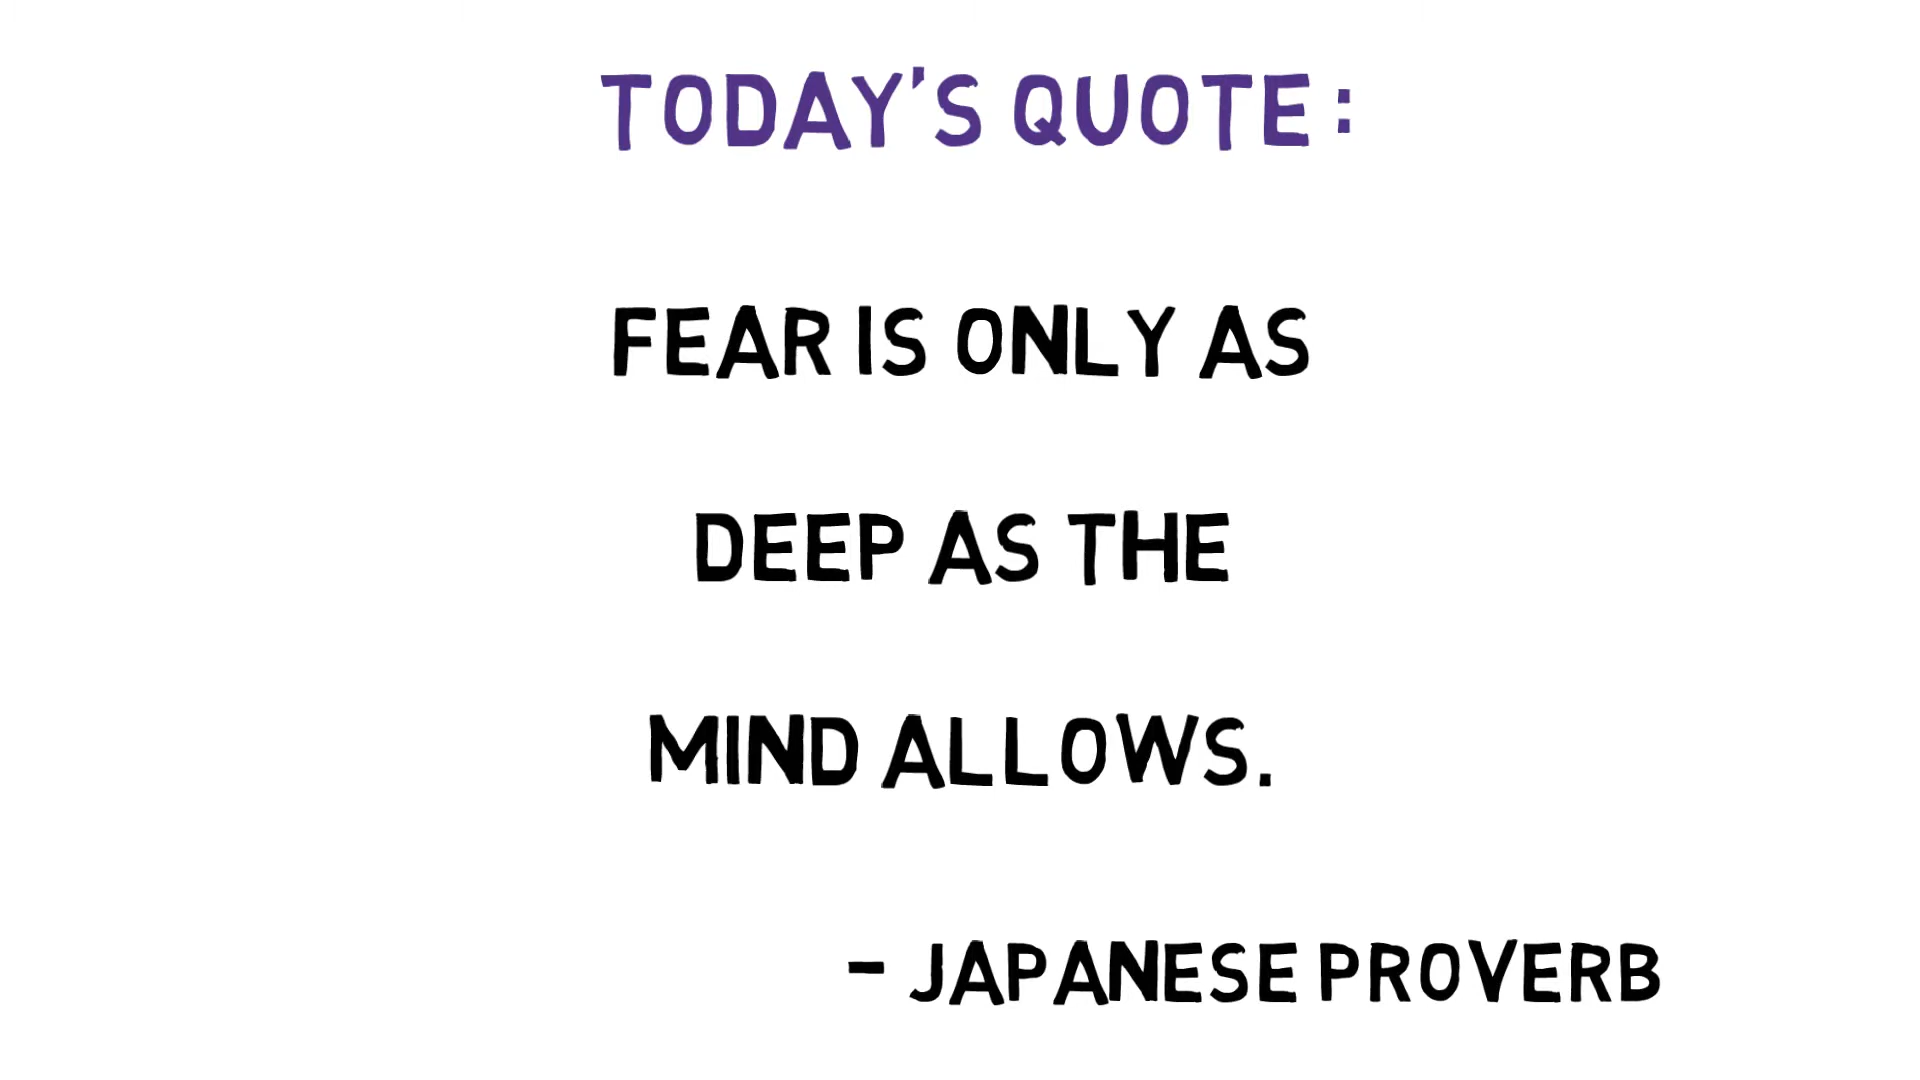 TODAY'S QUOTE:
FEAR IS ONLY AS
DEEP AS THE
MIND ALLOWS.
- JAPANESE PROVERB